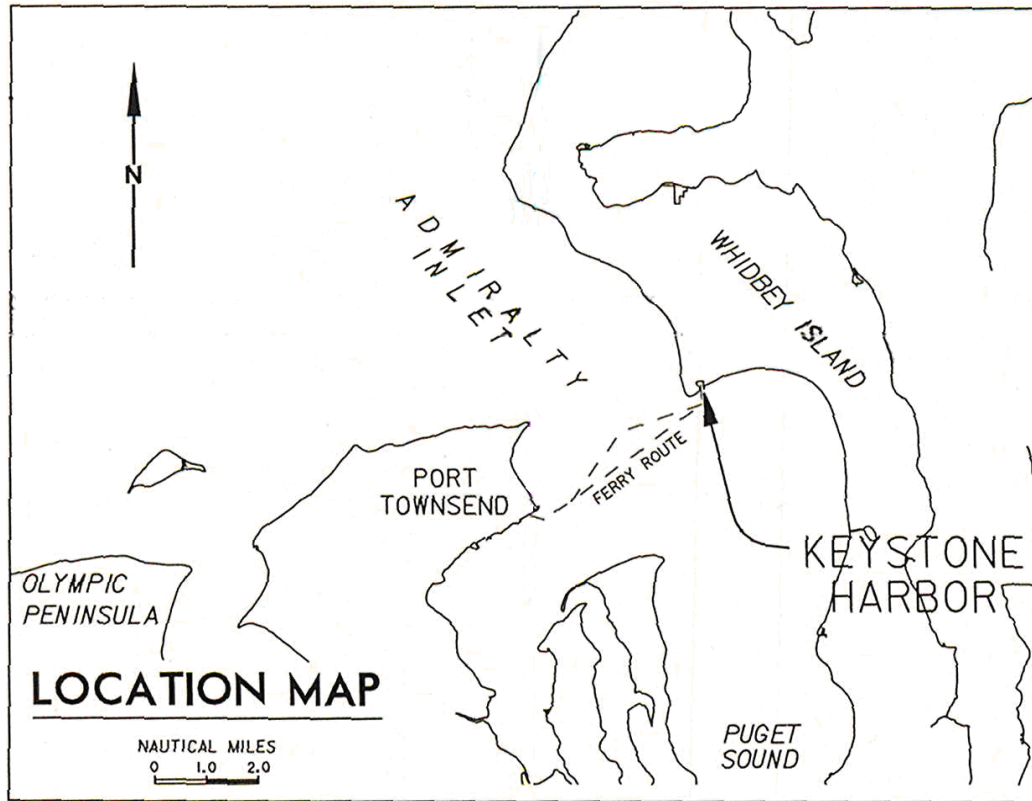 N
ADMIRALTY
INLET
WHIDBEY ISLAND
FERRY ROUTE
PORT
TOWNSEND
KEYSTONE
HARBOR
OLYMPIC
PENINSULA
LOCATION MAP
NAUTICAL MILES
0 1.0 2.0
PUGET
SOUND